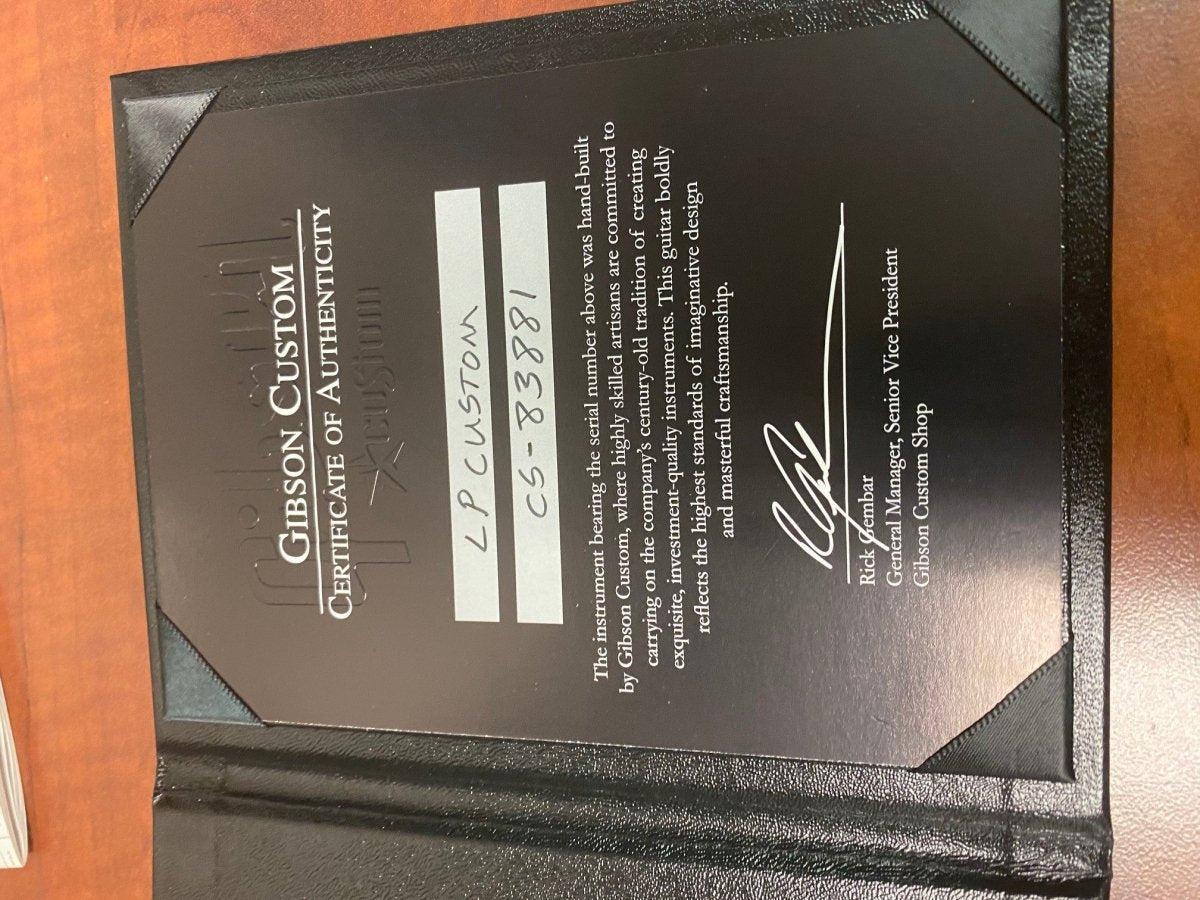 GIBSON CUSTOM
CERTIFICATE OF AUTHENTICITY
LP CUSTOM
CS-83881
The instrument bearing the serial number above was hand-built
by Gibson Custom, where highly skilled artisans are committed to
carrying on the company's century-old tradition of creating
exquisite, investment-quality instruments. This guitar boldly
reflects the highest standards of imaginative design
and masterful craftsmanship.
Rick Gembar
General Manager, Senior Vice President
Gibson Custom Shop